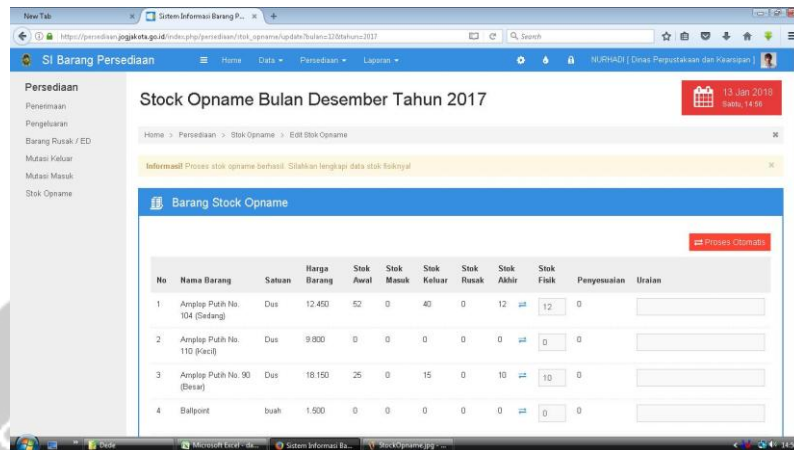 New Tab
Sistem Informasi Barang P...
https://persediaan.jogjakota.go.id/index.php/persediaan/stok_opname/update?bulan=12&tahun=2017
Search
SI Barang Persediaan
Home Data Persediaan Laporan
NURHADI [ Dinas Perpustakaan dan Kearsipan ]
Persediaan
Penerimaan
Pengeluaran
Barang Rusak / ED
Mutasi Keluar
Mutasi Masuk
Stok Opname
Stock Opname Bulan Desember Tahun 2017
13 Jan 2018
Sabtu, 14:56
Home > Persediaan > Stok Opname > Edit Stok Opname
Informasi! Proses stok opname berhasil. Silahkan lengkapi data stok fisiknya!
Barang Stock Opname
Proses Otomatis
No Nama Barang Satuan Harga Barang Stok Awal Stok Masuk Stok Keluar Stok Rusak Stok Akhir Stok Fisik Penyesuaian Uraian
1 Amplop Putih No. 104 (Sedang) Dus 12.450 52 0 40 0 12 12 0
2 Amplop Putih No. 110 (Kecil) Dus 9.800 0 0 0 0 0 0 0
3 Amplop Putih No. 90 (Besar) Dus 18.150 25 0 15 0 10 10 0
4 Ballpoint buah 1.500 0 0 0 0 0 0 0
Dede
Microsoft Excel - da...
Sistem Informasi Ba...
StockOpname.jpg - ...